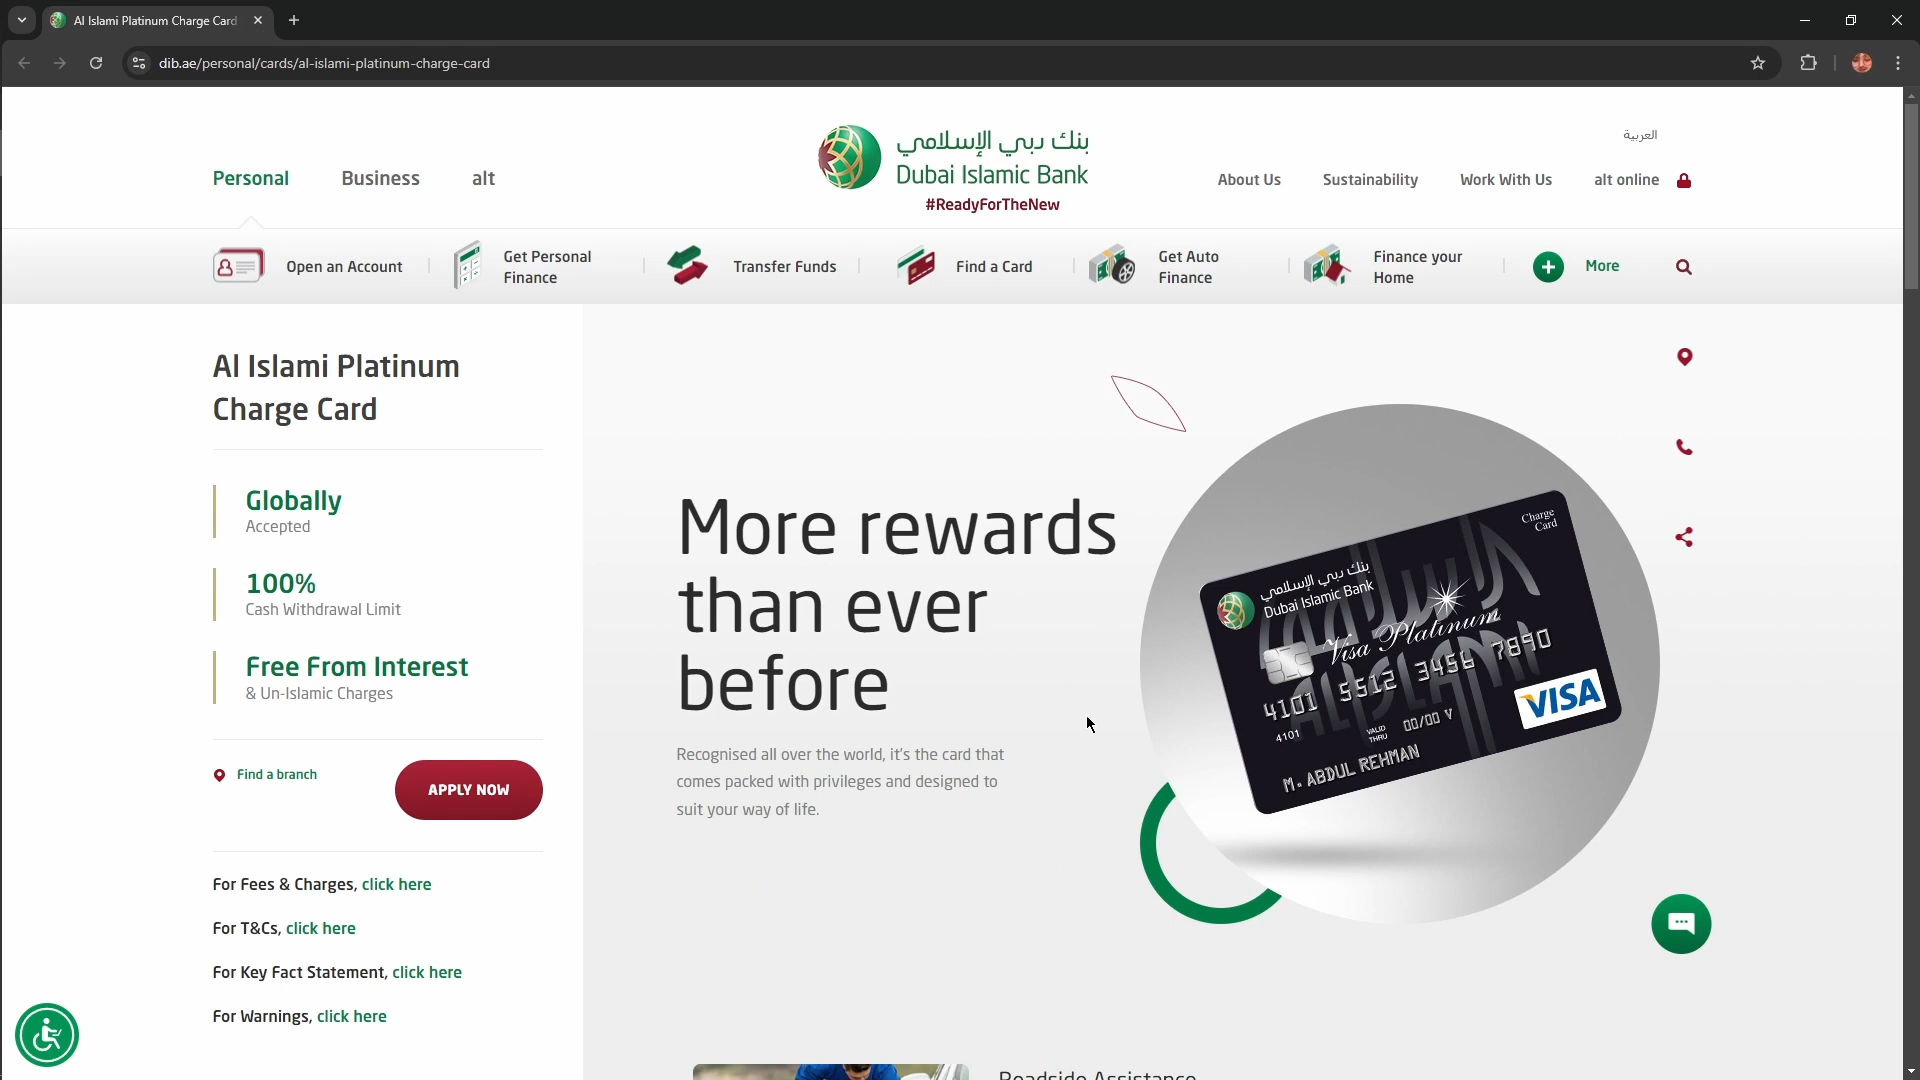 Al Islami Platinum Charge Card
dib.ae/personal/cards/al-islami-platinum-charge-card
العربية
Personal
Business
alt
بنك دبي الإسلامي
Dubai Islamic Bank
#ReadyForTheNew
About Us
Sustainability
Work With Us
alt online
Open an Account
Get Personal
Finance
Transfer Funds
Find a Card
Get Auto
Finance
Finance your
Home
More
Al Islami Platinum
Charge Card
Globally
Accepted
100%
Cash Withdrawal Limit
Free From Interest
& Un-Islamic Charges
Find a branch
APPLY NOW
For Fees & Charges, click here
For T&Cs, click here
For Key Fact Statement, click here
For Warnings, click here
More rewards
than ever
before
Recognised all over the world, it's the card that
comes packed with privileges and designed to
suit your way of life.
Charge
Card
بنك دبي الإسلامي
Dubai Islamic Bank
Visa Platinum
AL ISLAMI
4101 5512 3456 7890
4101
VALID
THRU
00/00 V
M. ABDUL REHMAN
VISA
Roadside Assistance